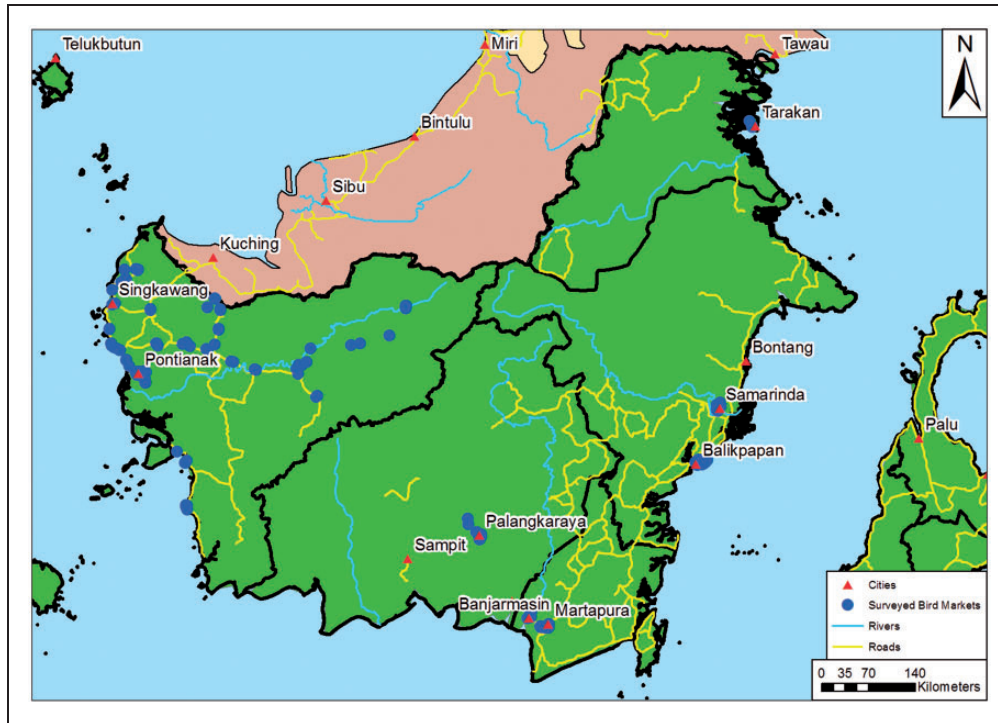 Telukbutun
Miri
Tawau
N
Tarakan
Bintulu
Sibu
Kuching
Singkawang
Pontianak
Bontang
Samarinda
Palu
Balikpapan
Palangkaraya
Sampit
Banjarmasin
Martapura
Cities
Surveyed Bird Markets
Rivers
Roads
0 35 70 140
Kilometers